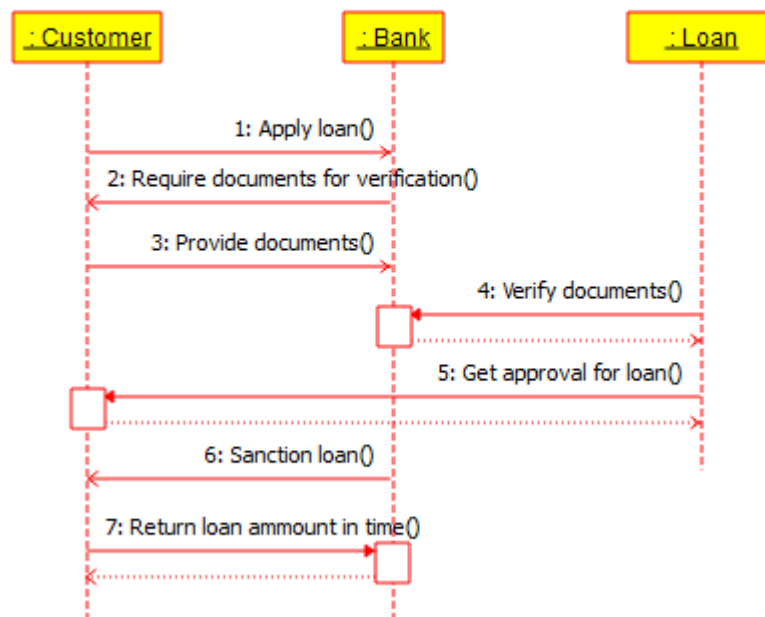 : Customer
: Bank
: Loan
1: Apply loan()
2: Require documents for verification()
3: Provide documents()
4: Verify documents()
5: Get approval for loan()
6: Sanction loan()
7: Return loan ammount in time()